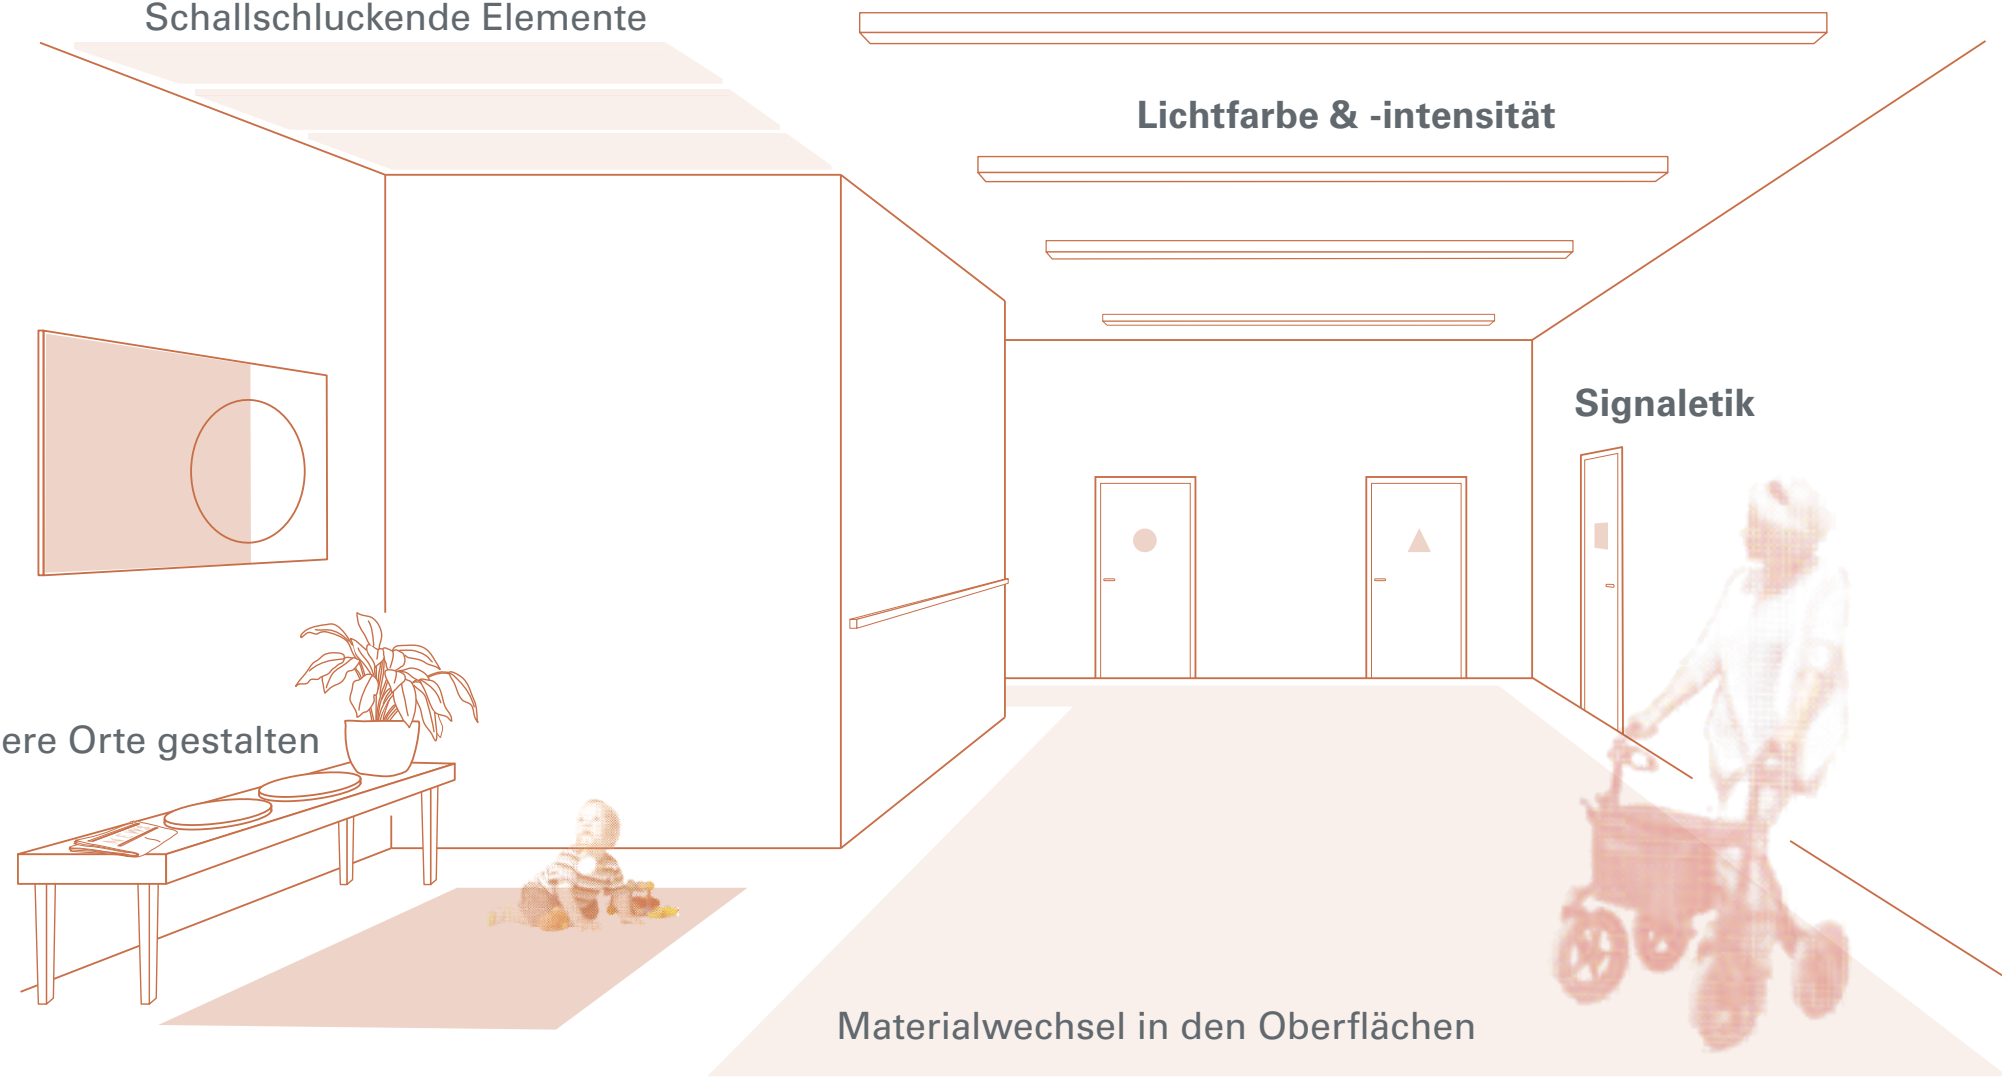 Schallschluckende Elemente
Lichtfarbe & -intensität
Signaletik
ere Orte gestalten
Materialwechsel in den Oberflächen